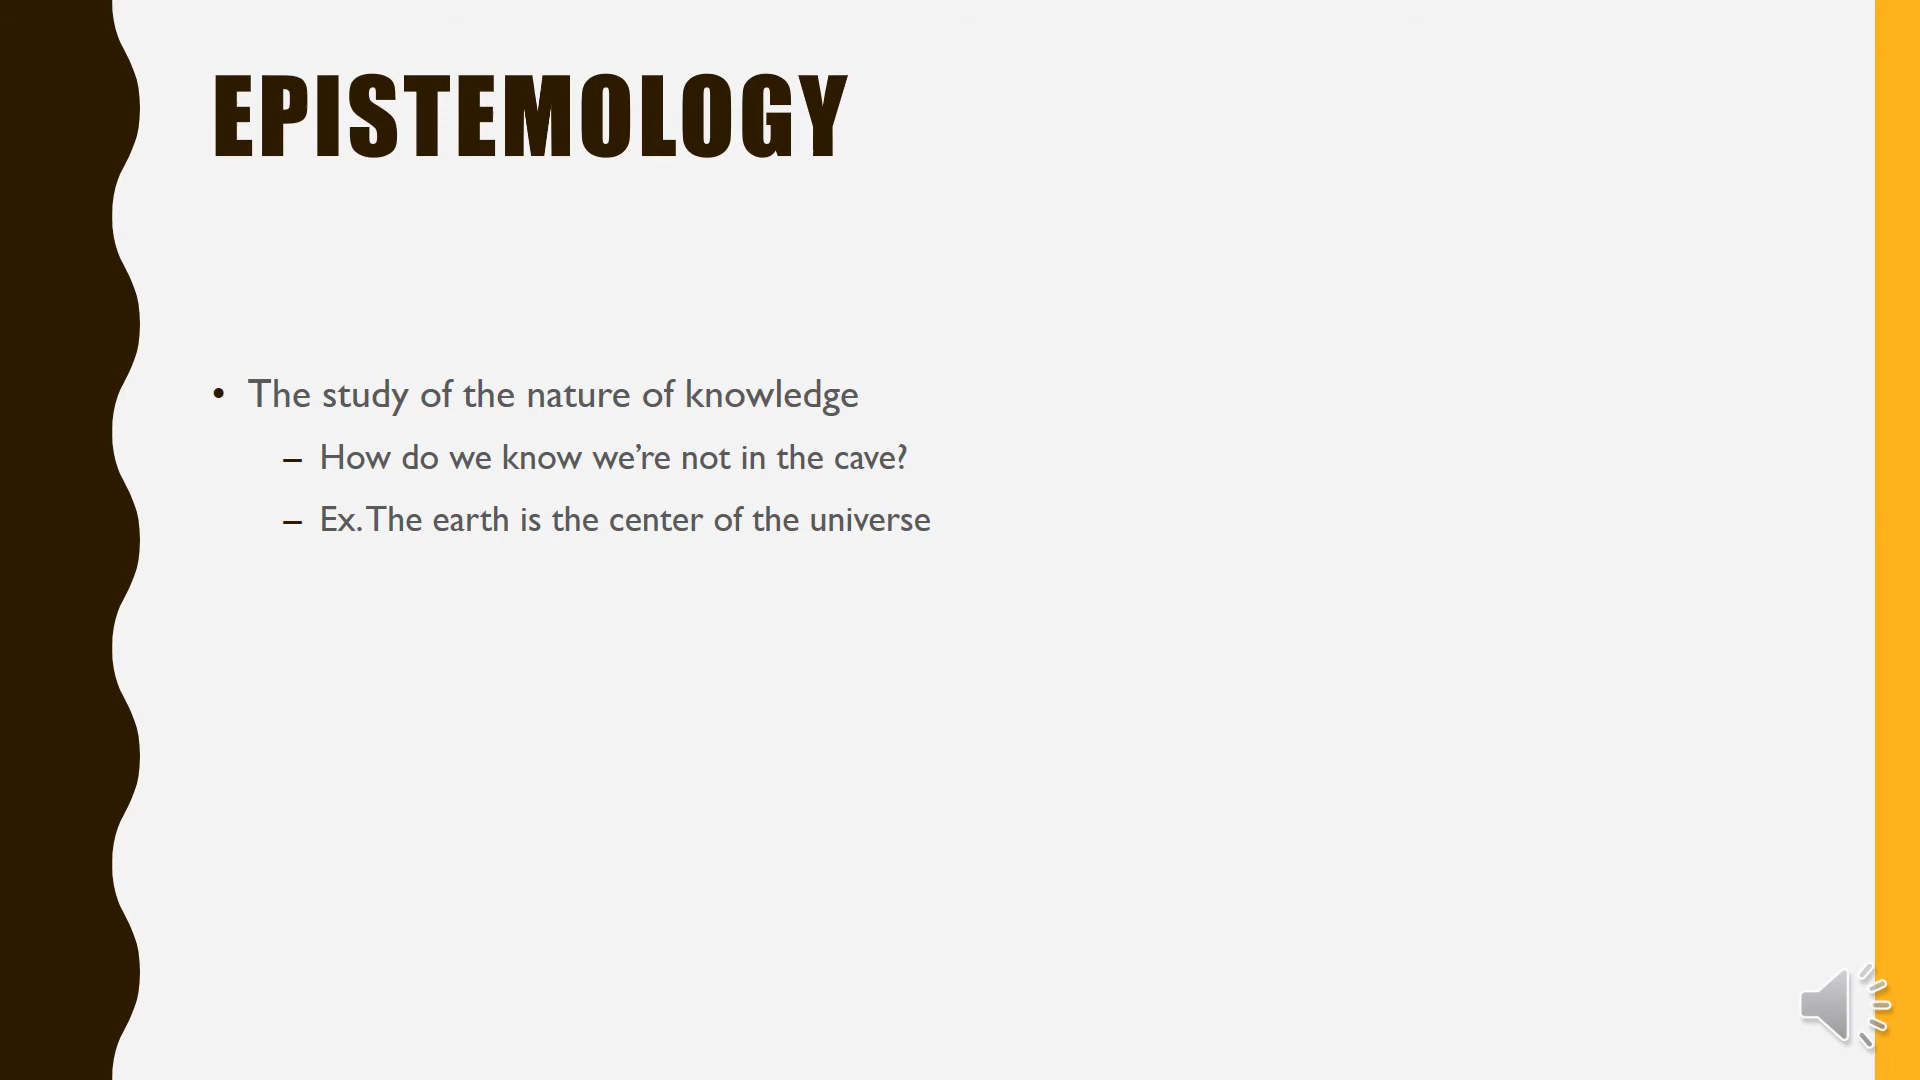 EPISTEMOLOGY
• The study of the nature of knowledge
– How do we know we’re not in the cave?
– Ex. The earth is the center of the universe